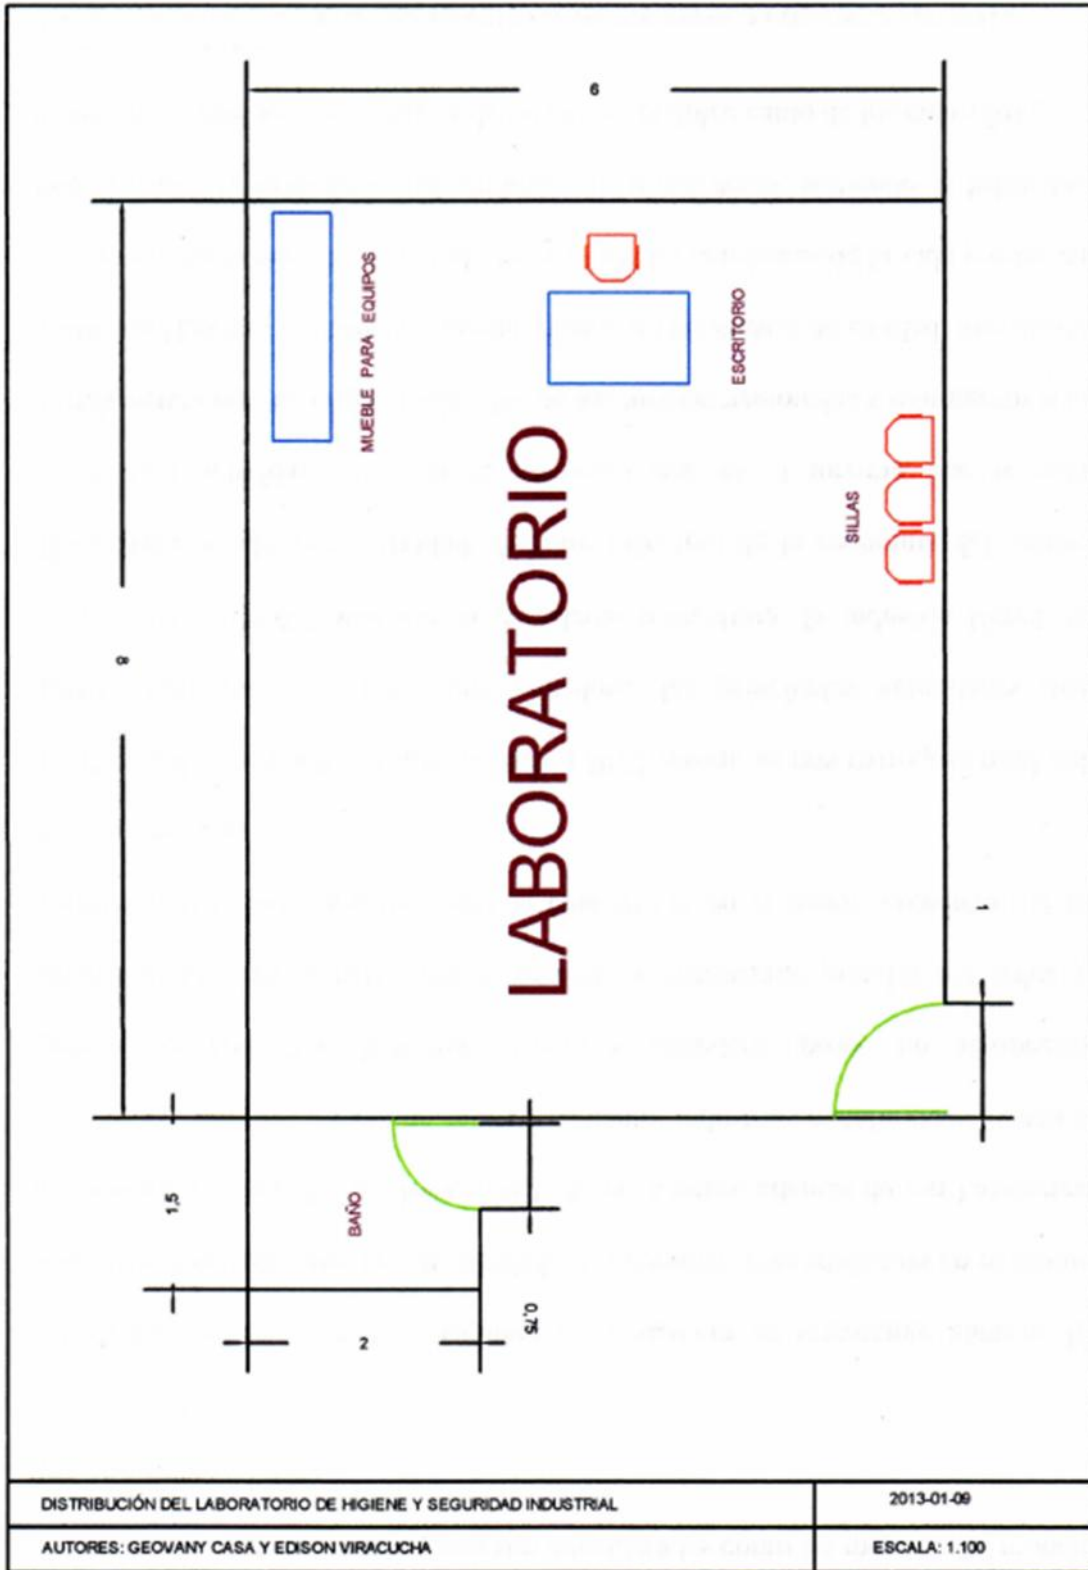 6
MUEBLE PARA EQUIPOS
ESCRITORIO
LABORATORIO
SILLAS
8
1
1,5
BAÑO
0,75
2
DISTRIBUCIÓN DEL LABORATORIO DE HIGIENE Y SEGURIDAD INDUSTRIAL
2013-01-09
AUTORES: GEOVANY CASA Y EDISON VIRACUCHA
ESCALA: 1.100